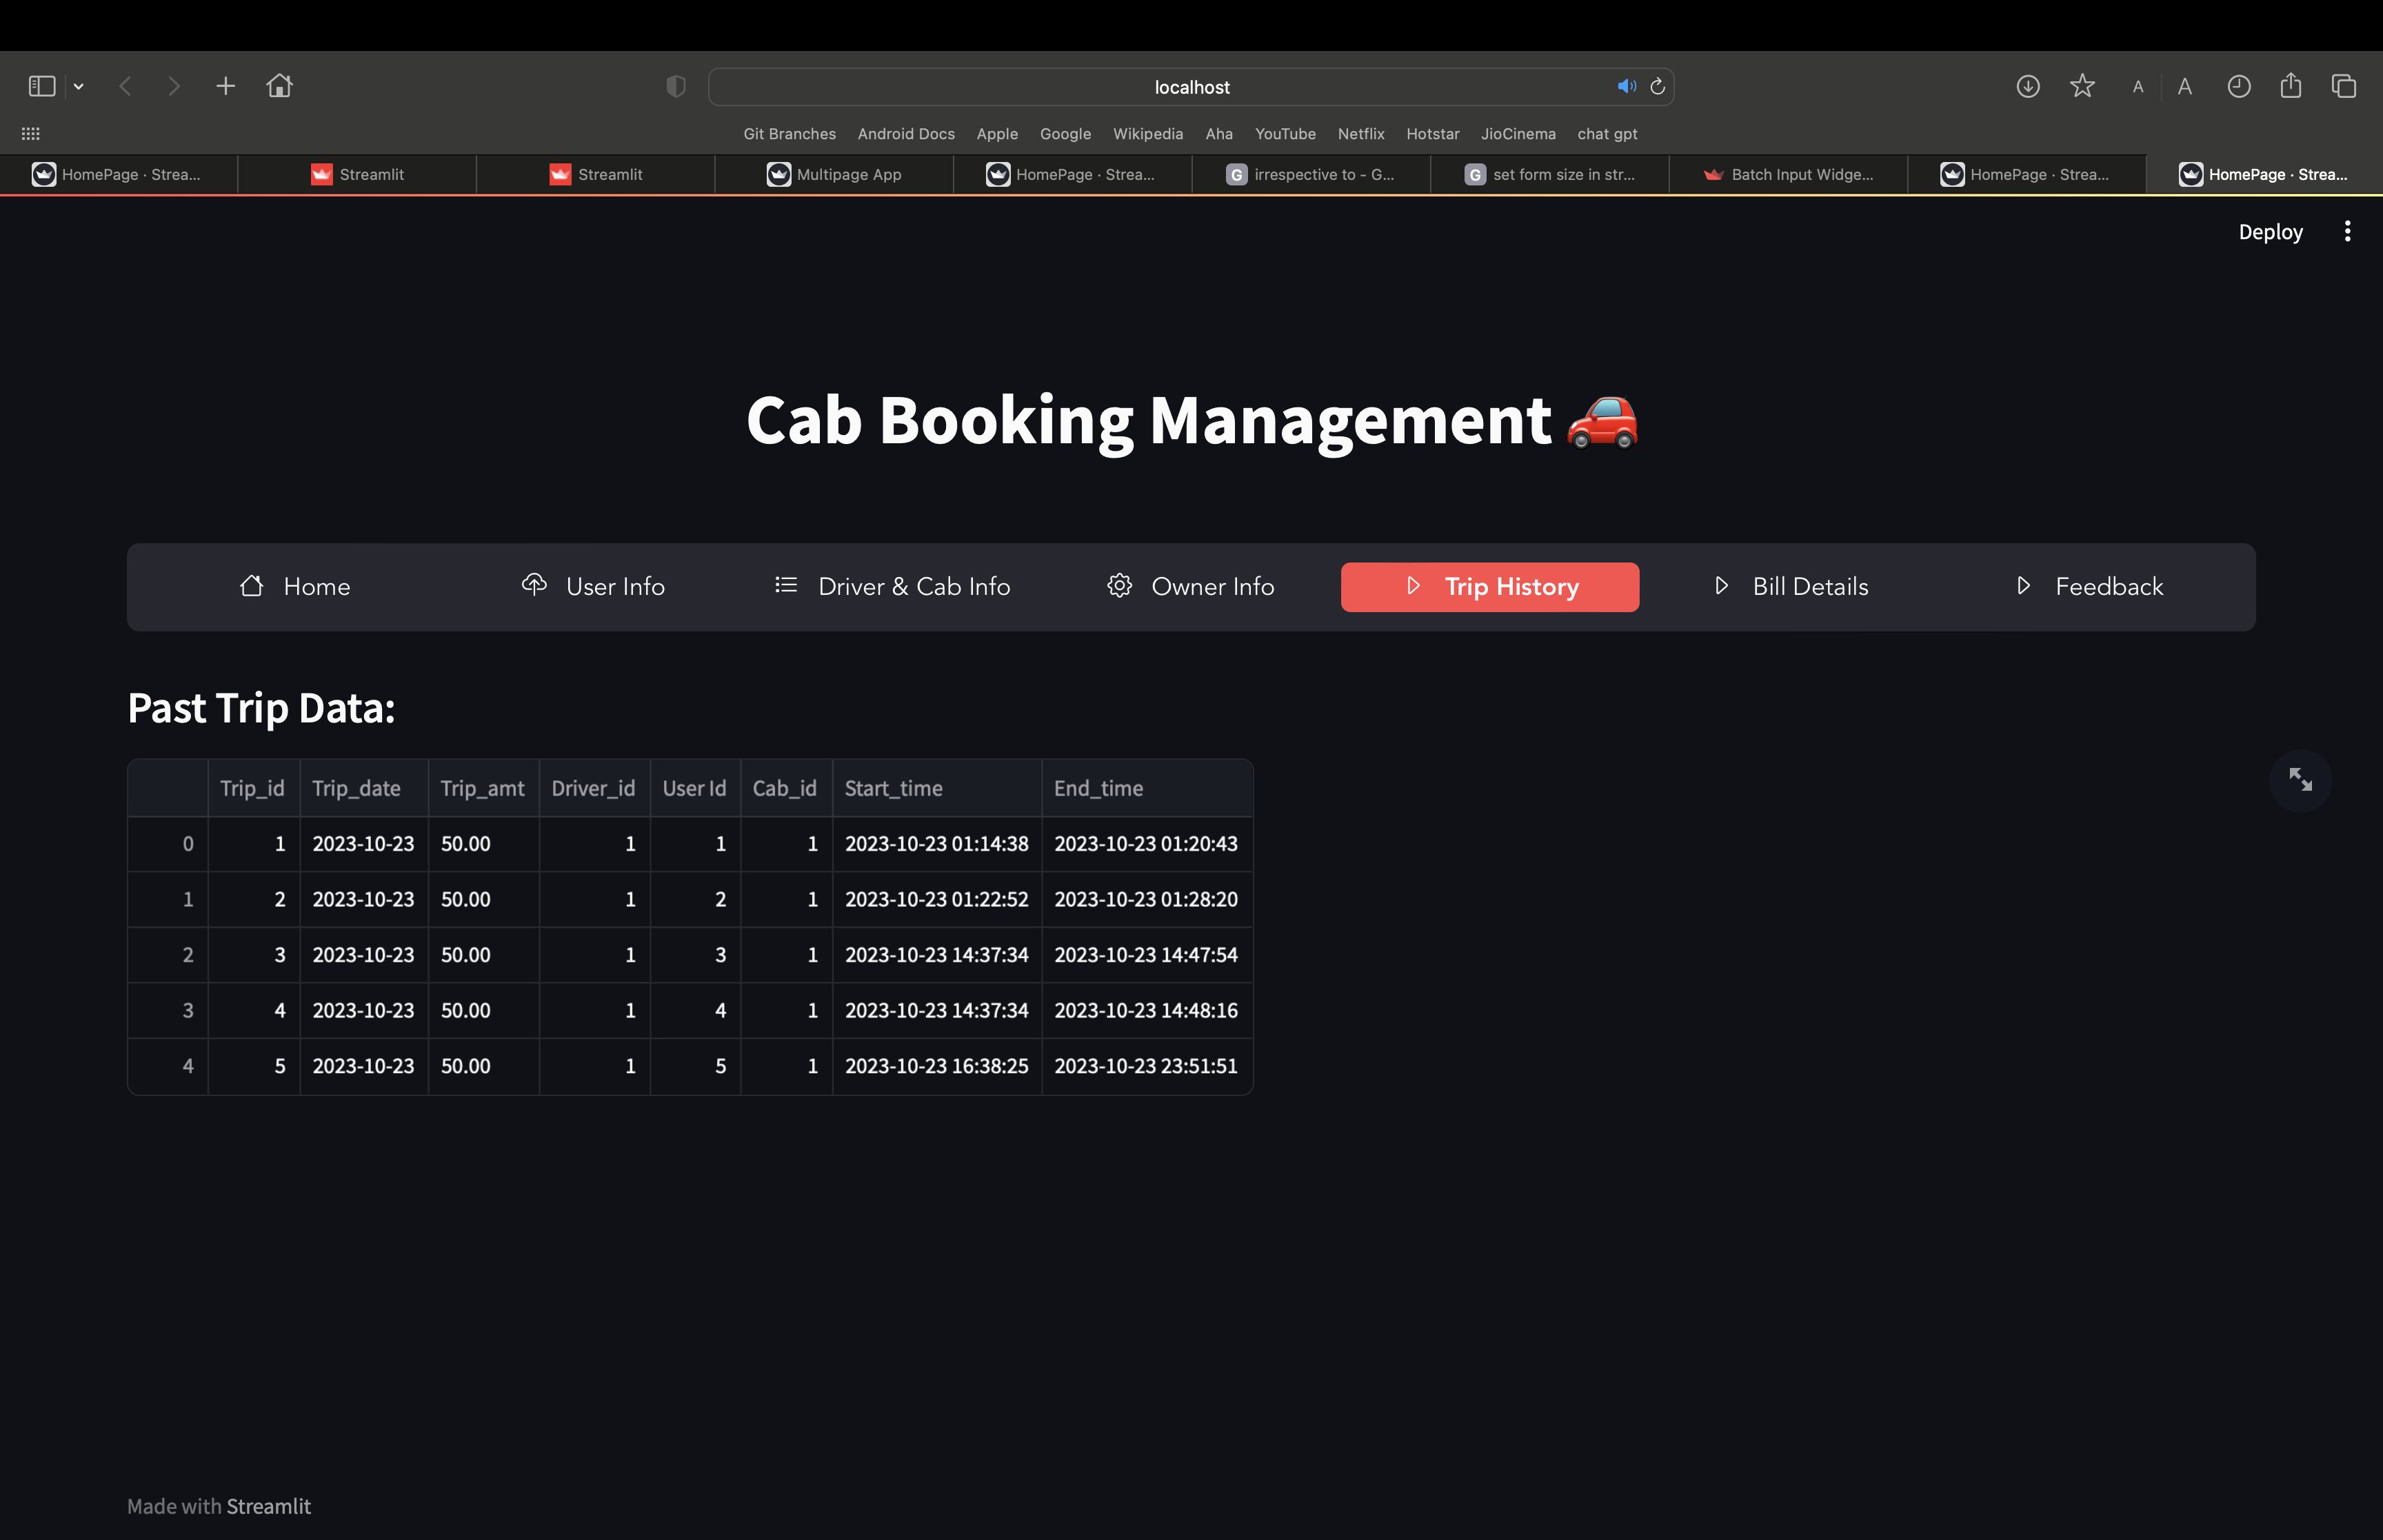 localhost
A A
Git Branches Android Docs Apple Google Wikipedia Aha YouTube Netflix Hotstar JioCinema chat gpt
HomePage · Strea... Streamlit Streamlit Multipage App HomePage · Strea... G irrespective to - G... G set form size in str... Batch Input Widge... HomePage · Strea... HomePage · Strea...
Deploy
Cab Booking Management
Home User Info Driver & Cab Info Owner Info Trip History Bill Details Feedback
Past Trip Data:
Trip_id Trip_date Trip_amt Driver_id User Id Cab_id Start_time End_time
0 1 2023-10-23 50.00 1 1 1 2023-10-23 01:14:38 2023-10-23 01:20:43
1 2 2023-10-23 50.00 1 2 1 2023-10-23 01:22:52 2023-10-23 01:28:20
2 3 2023-10-23 50.00 1 3 1 2023-10-23 14:37:34 2023-10-23 14:47:54
3 4 2023-10-23 50.00 1 4 1 2023-10-23 14:37:34 2023-10-23 14:48:16
4 5 2023-10-23 50.00 1 5 1 2023-10-23 16:38:25 2023-10-23 23:51:51
Made with Streamlit